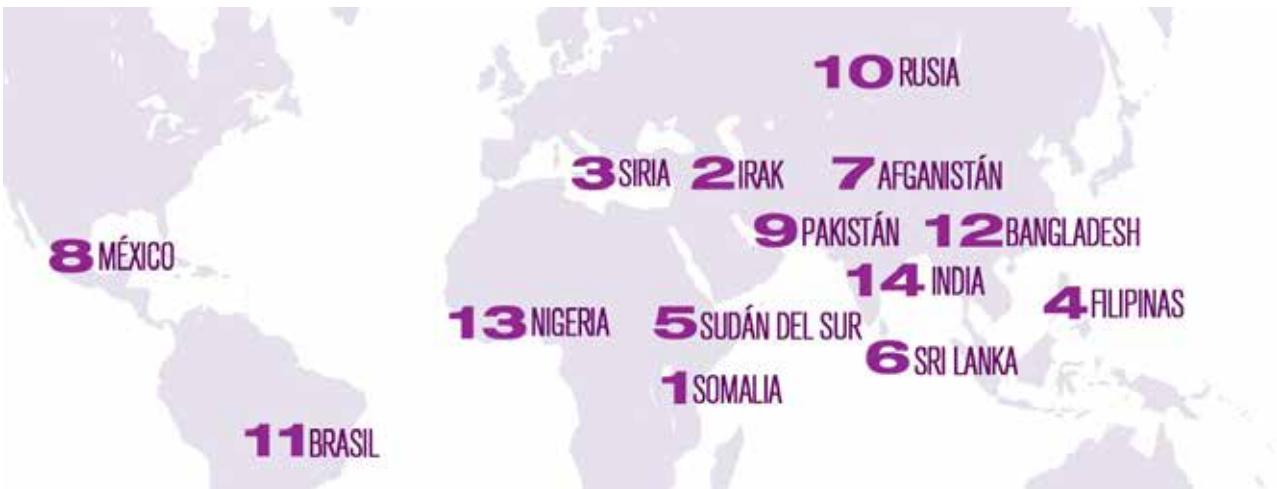 10 RUSIA
3 SIRIA 2 IRAK 7 AFGANISTÁN
9 PAKISTÁN 12 BANGLADESH
8 MÉXICO
14 INDIA
4 FILIPINAS
13 NIGERIA 5 SUDÁN DEL SUR
6 SRI LANKA
1 SOMALIA
11 BRASIL